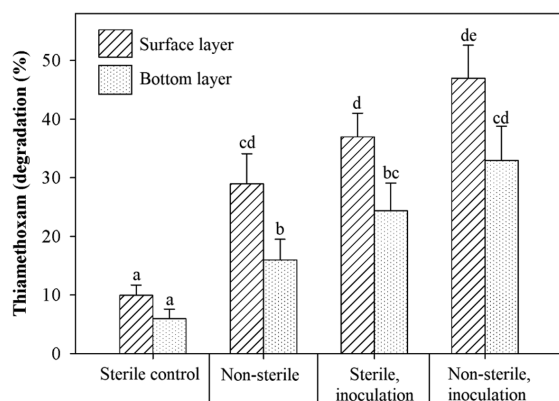 Thiamethoxam (degradation (%)
50
40
30
20
10
0
Surface layer
Bottom layer
a
a
cd
b
d
bc
de
cd
Sterile control
Non-sterile
Sterile,
inoculation
Non-sterile,
inoculation